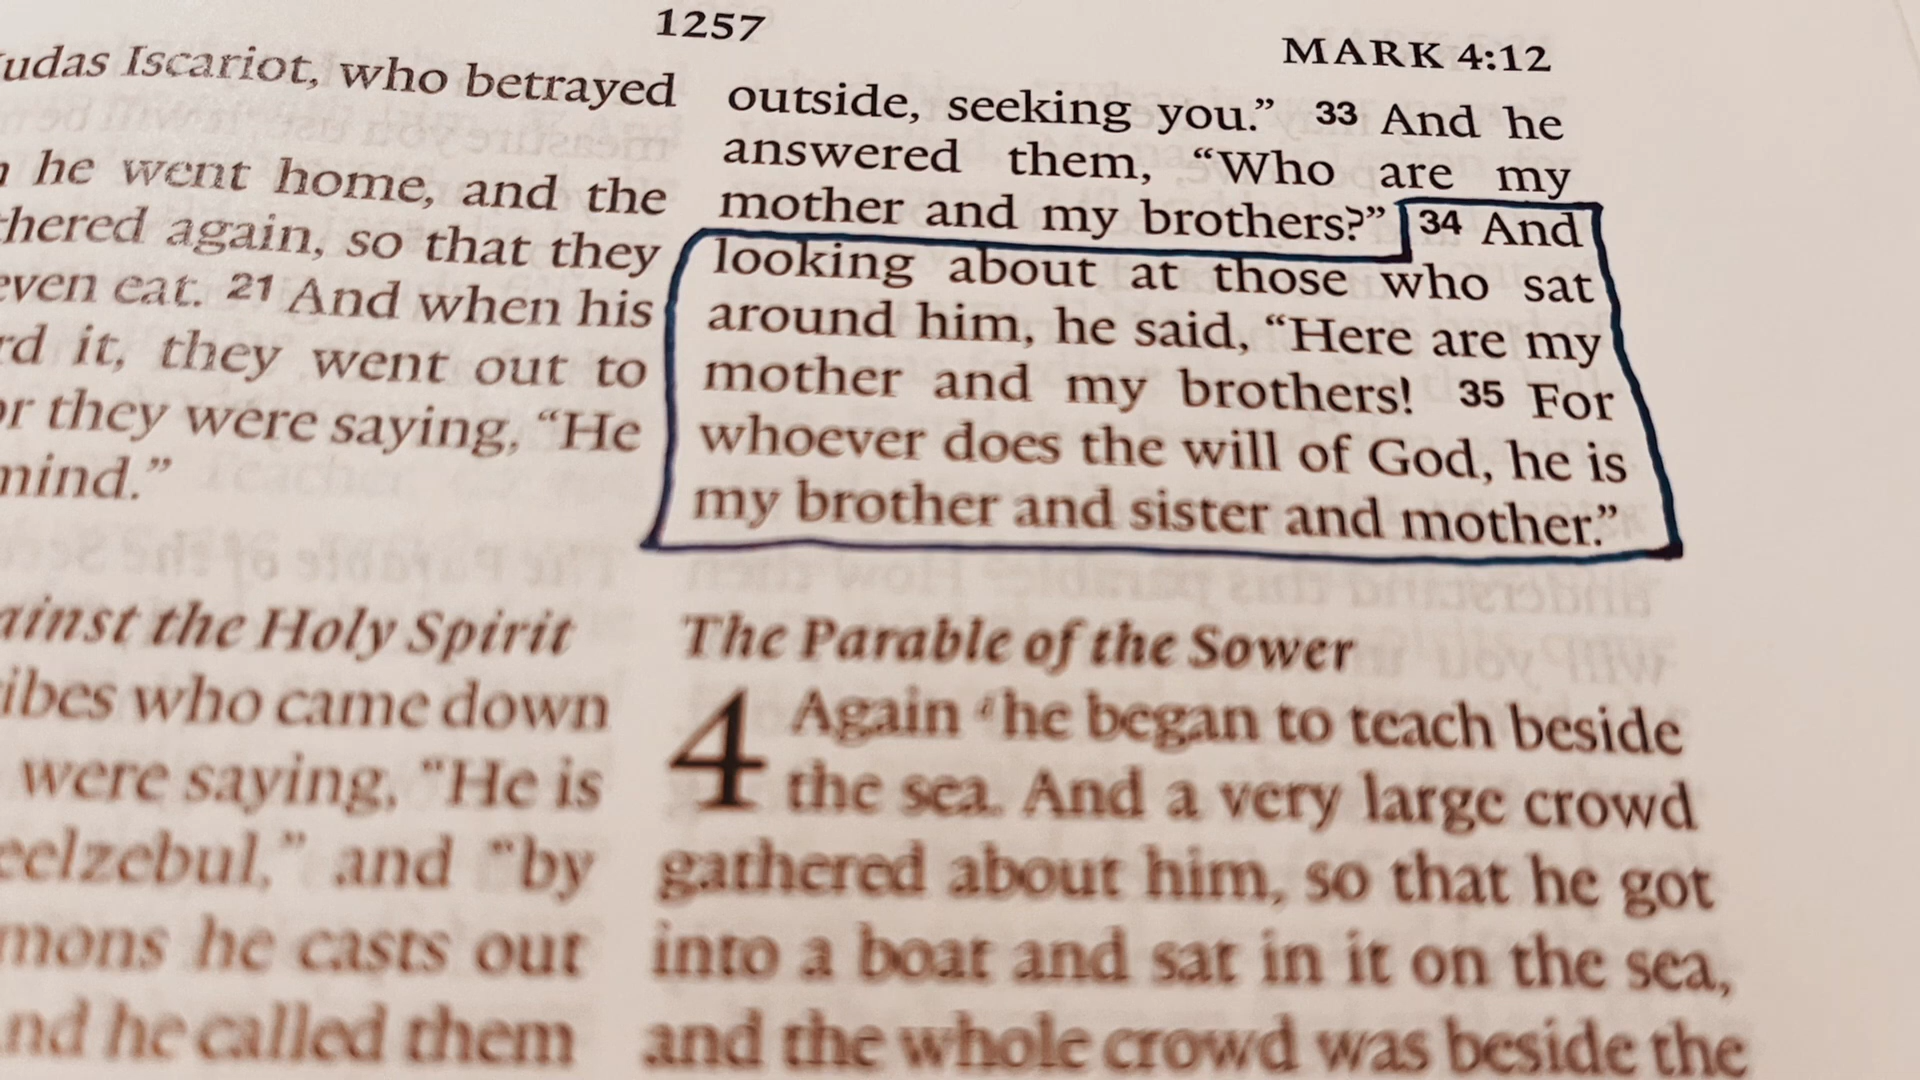 1257
MARK 4:12
udas Iscariot, who betrayed
he went home, and the
hered again, so that they
even eat. 21 And when his
rd it, they went out to
or they were saying, “He
mind.”
ainst the Holy Spirit
ibes who came down
were saying, “He is
eelzebul,” and “by
mons he casts out
nd he called them
outside, seeking you.” 33 And he
answered them, “Who are my
mother and my brothers?” 34 And
looking about at those who sat
around him, he said, “Here are my
mother and my brothers! 35 For
whoever does the will of God, he is
my brother and sister and mother.”
The Parable of the Sower
4 Again he began to teach beside
the sea. And a very large crowd
gathered about him, so that he got
into a boat and sat in it on the sea,
and the whole crowd was beside the